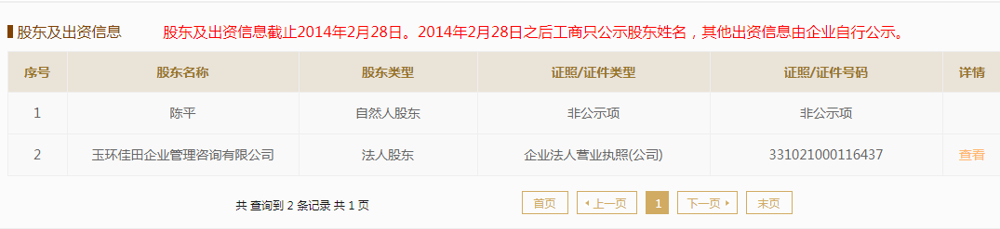 股东及出资信息 股东及出资信息截止2014年2月28日。2014年2月28日之后工商只公示股东姓名，其他出资信息由企业自行公示。
序号 股东名称 股东类型 证照/证件类型 证照/证件号码 详情
1 陈平 自然人股东 非公示项 非公示项
2 玉环佳田企业管理咨询有限公司 法人股东 企业法人营业执照(公司) 331021000116437 查看
共 查询到 2 条记录 共 1 页 首页 上一页 1 下一页 末页